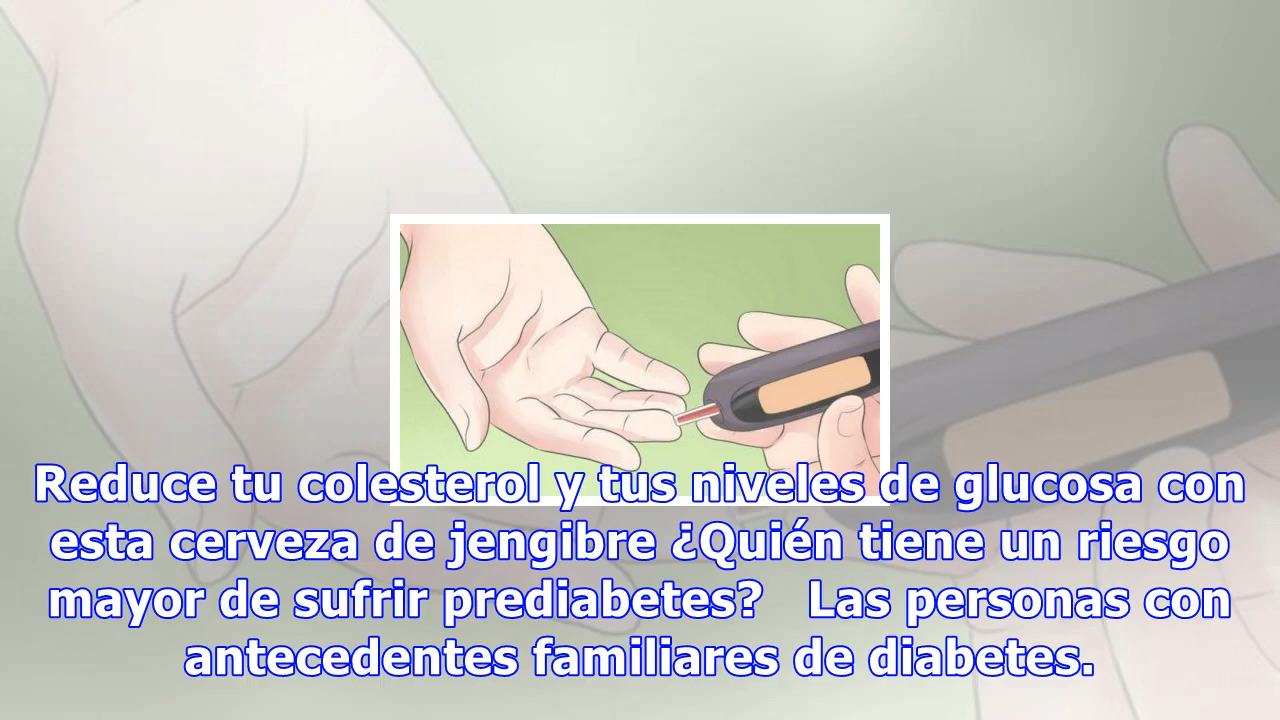 Reduce tu colesterol y tus niveles de glucosa con
esta cerveza de jengibre ¿Quién tiene un riesgo
mayor de sufrir prediabetes?   Las personas con
antecedentes familiares de diabetes.